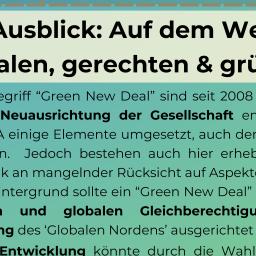 Ausblick: Auf dem We
alen, gerechten & grü
egriff “Green New Deal” sind seit 2008
Neuausrichtung der Gesellschaft en
A einige Elemente umgesetzt, auch der
n. Jedoch bestehen auch hier erheb
k an mangelnder Rücksicht auf Aspekte
intergrund sollte ein “Green New Deal”
n und globalen Gleichberechtigu
ng des ‘Globalen Nordens’ ausgerichtet
Entwicklung könnte durch die Wahl